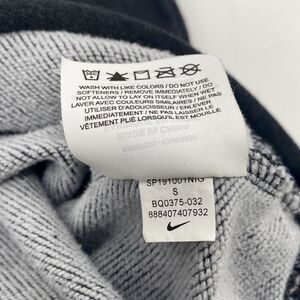 WASH WITH LIKE COLORS / DO NOT USE
SOFTENERS / REMOVE IMMEDIATELY / DO
NOT ALLOW TO LAY ON ITSELF WHEN WET
LAVER AVEC COULEURS SIMILAIRES / NE PAS
UTILISER D'ADOUCISSEUR / ENLEVER
IMMÉDIATEMENT / NE PAS LAISSER LE
VÊTEMENT PLIÉ LORSQU'IL EST MOUILLÉ
SP191001NIG
S
BQ0375-032
888407407932